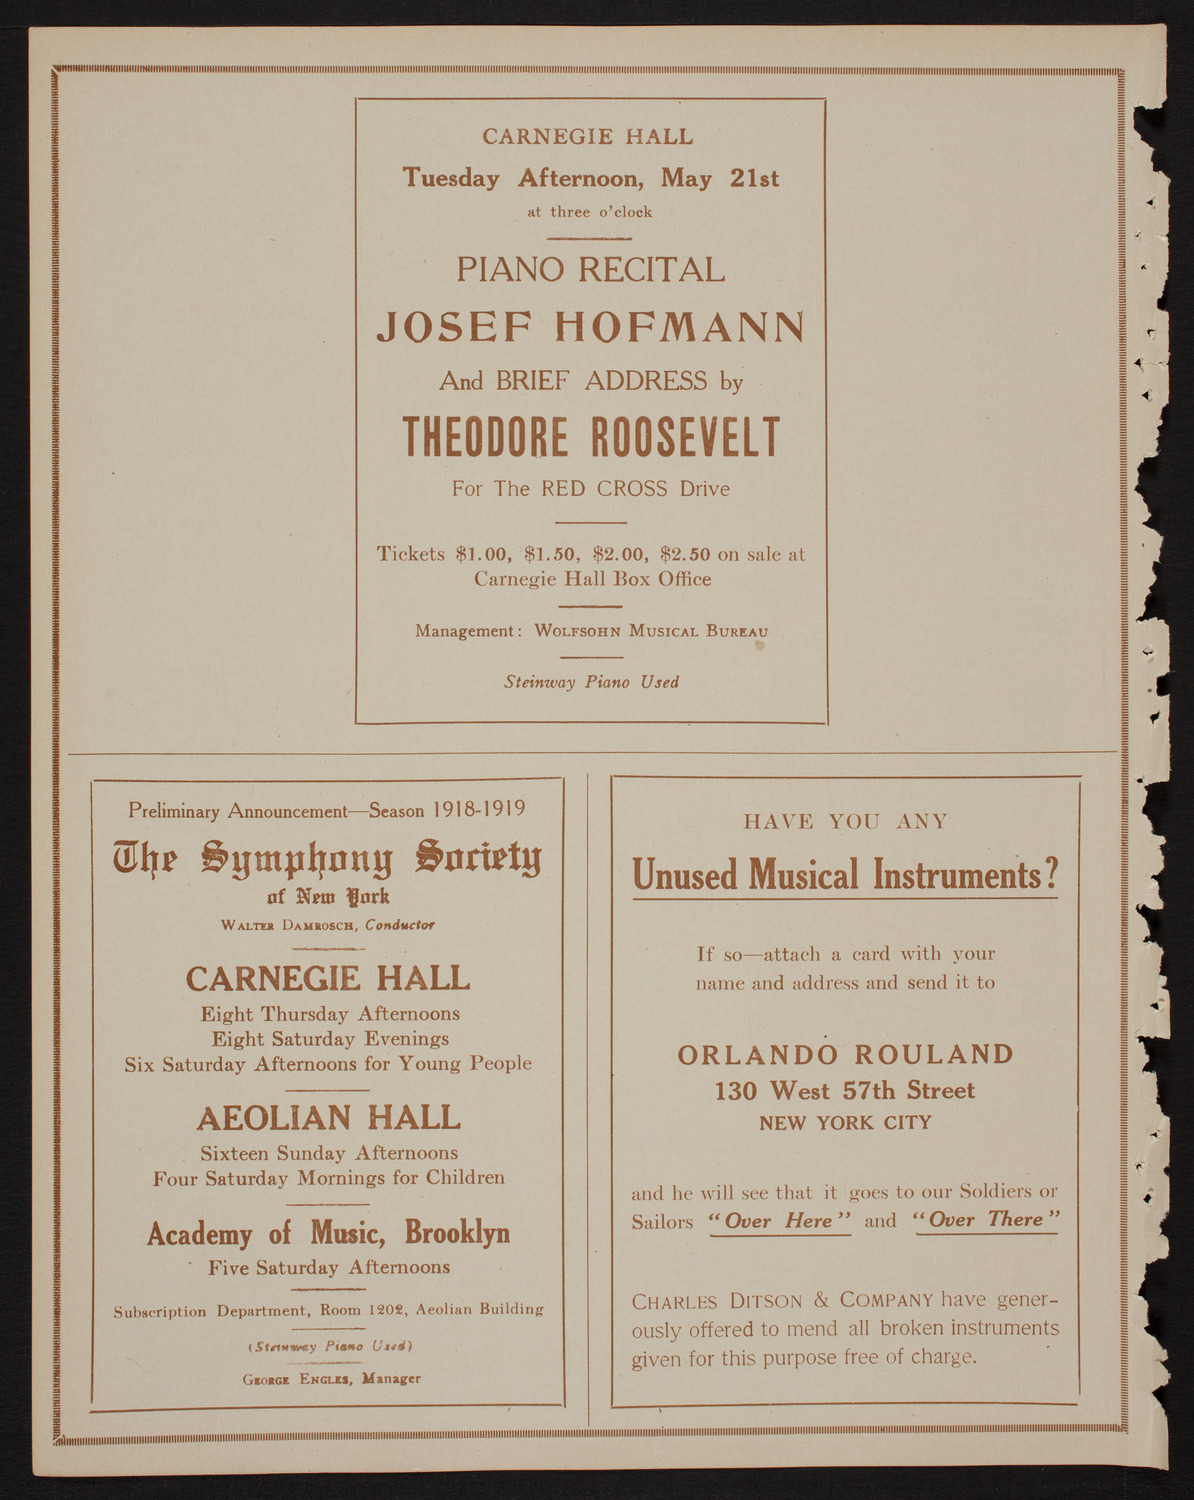 CARNEGIE HALL
Tuesday Afternoon, May 21st
at three o'clock
PIANO RECITAL
JOSEF HOFMANN
And BRIEF ADDRESS by
THEODORE ROOSEVELT
For The RED CROSS Drive
Tickets $1.00, $1.50, $2.00, $2.50 on sale at
Carnegie Hall Box Office
Management: WOLFSOHN MUSICAL BUREAU
Steinway Piano Used
Preliminary Announcement—Season 1918-1919
The Symphony Society
of New York
WALTER DAMROSCH, Conductor
CARNEGIE HALL
Eight Thursday Afternoons
Eight Saturday Evenings
Six Saturday Afternoons for Young People
AEOLIAN HALL
Sixteen Sunday Afternoons
Four Saturday Mornings for Children
Academy of Music, Brooklyn
Five Saturday Afternoons
Subscription Department, Room 1202, Aeolian Building
(Steinway Piano Used)
GEORGE ENGLES, Manager
HAVE YOU ANY
Unused Musical Instruments?
If so—attach a card with your
name and address and send it to
ORLANDO ROULAND
130 West 57th Street
NEW YORK CITY
and he will see that it goes to our Soldiers or
Sailors "Over Here" and "Over There"
CHARLES DITSON & COMPANY have gener-
ously offered to mend all broken instruments
given for this purpose free of charge.